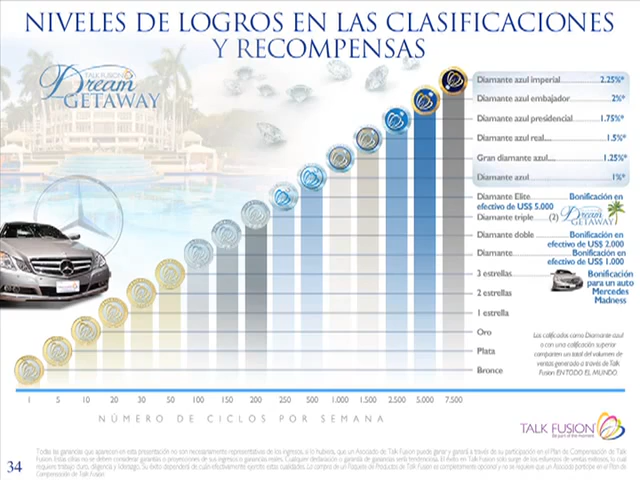 NIVELES DE LOGROS EN LAS CLASIFICACIONES
Y RECOMPENSAS
TALK FUSION
Dream
GETAWAY
Diamante azul imperial 2.25%*
Diamante azul embajador 2%*
Diamante azul presidencial 1.75%*
Diamante azul real.... 1.5%*
Gran diamante azul.... 1.25%*
Diamante azul 1%*
Diamante Elite Bonificación en
efectivo de US$ 5.000
Diamante triple (2) Dream
GETAWAY
Diamante doble Bonificación en
efectivo de US$ 2.000
Diamante Bonificación en
efectivo de US$ 1.000
3 estrellas Bonificación
para un auto
2 estrellas Mercedes
Madness
1 estrella
Oro
Plata
Bronce
Los calificados como Diamante azul
o con una calificación superior
comparten un total del volumen de
ventas generado a través de Talk
Fusion EN TODO EL MUNDO.
1 5 10 20 30 50 100 150 200 250 500 1.000 1.500 2.500 5.000 7.500
NÚMERO DE CICLOS POR SEMANA
TALK FUSION
34